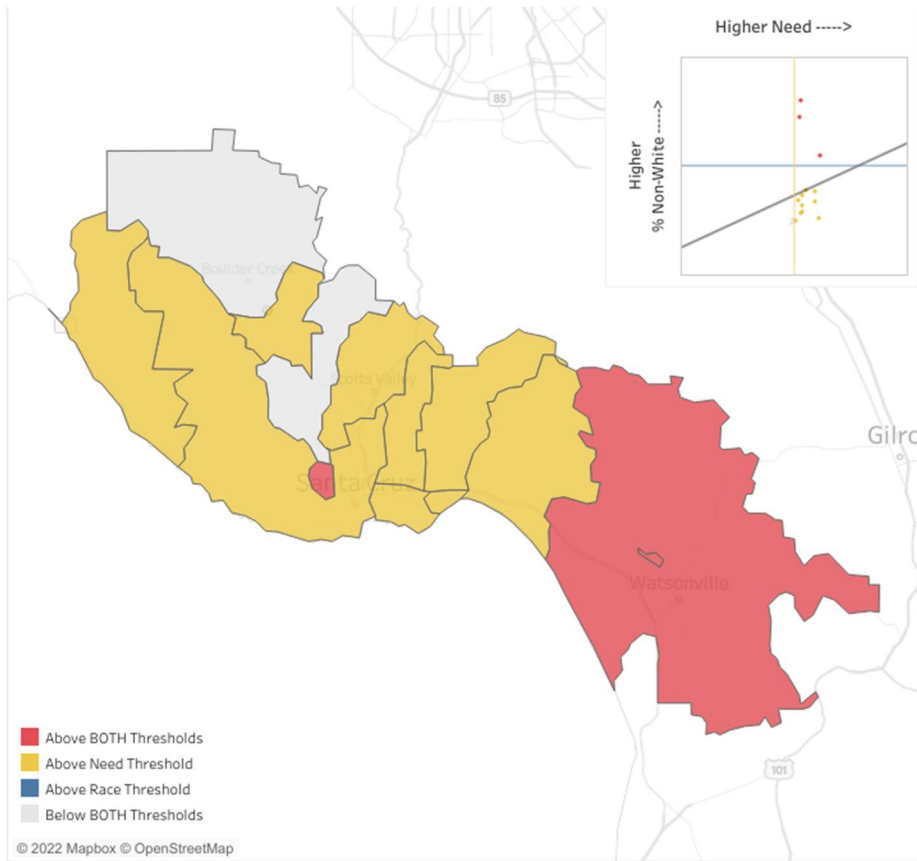 Higher Need ----->
Higher
% Non-White ----->
85
Boulder Creek
Scotts Valley
Santa Cruz
Gilro
Watsonville
101
Above BOTH Thresholds
Above Need Threshold
Above Race Threshold
Below BOTH Thresholds
© 2022 Mapbox © OpenStreetMap